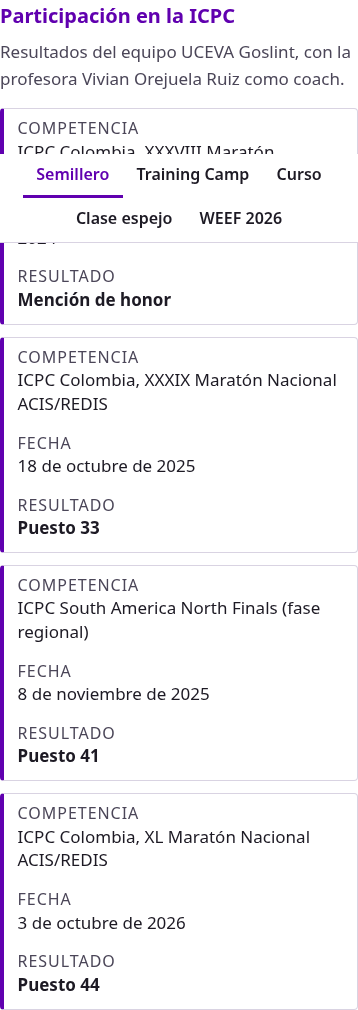 Participación en la ICPC
Resultados del equipo UCEVA Goslint, con la
profesora Vivian Orejuela Ruiz como coach.
COMPETENCIA
ICPC Colombia, XXXVIII Maratón
Semillero Training Camp Curso
Clase espejo WEEF 2026
RESULTADO
Mención de honor
COMPETENCIA
ICPC Colombia, XXXIX Maratón Nacional
ACIS/REDIS
FECHA
18 de octubre de 2025
RESULTADO
Puesto 33
COMPETENCIA
ICPC South America North Finals (fase
regional)
FECHA
8 de noviembre de 2025
RESULTADO
Puesto 41
COMPETENCIA
ICPC Colombia, XL Maratón Nacional
ACIS/REDIS
FECHA
3 de octubre de 2026
RESULTADO
Puesto 44